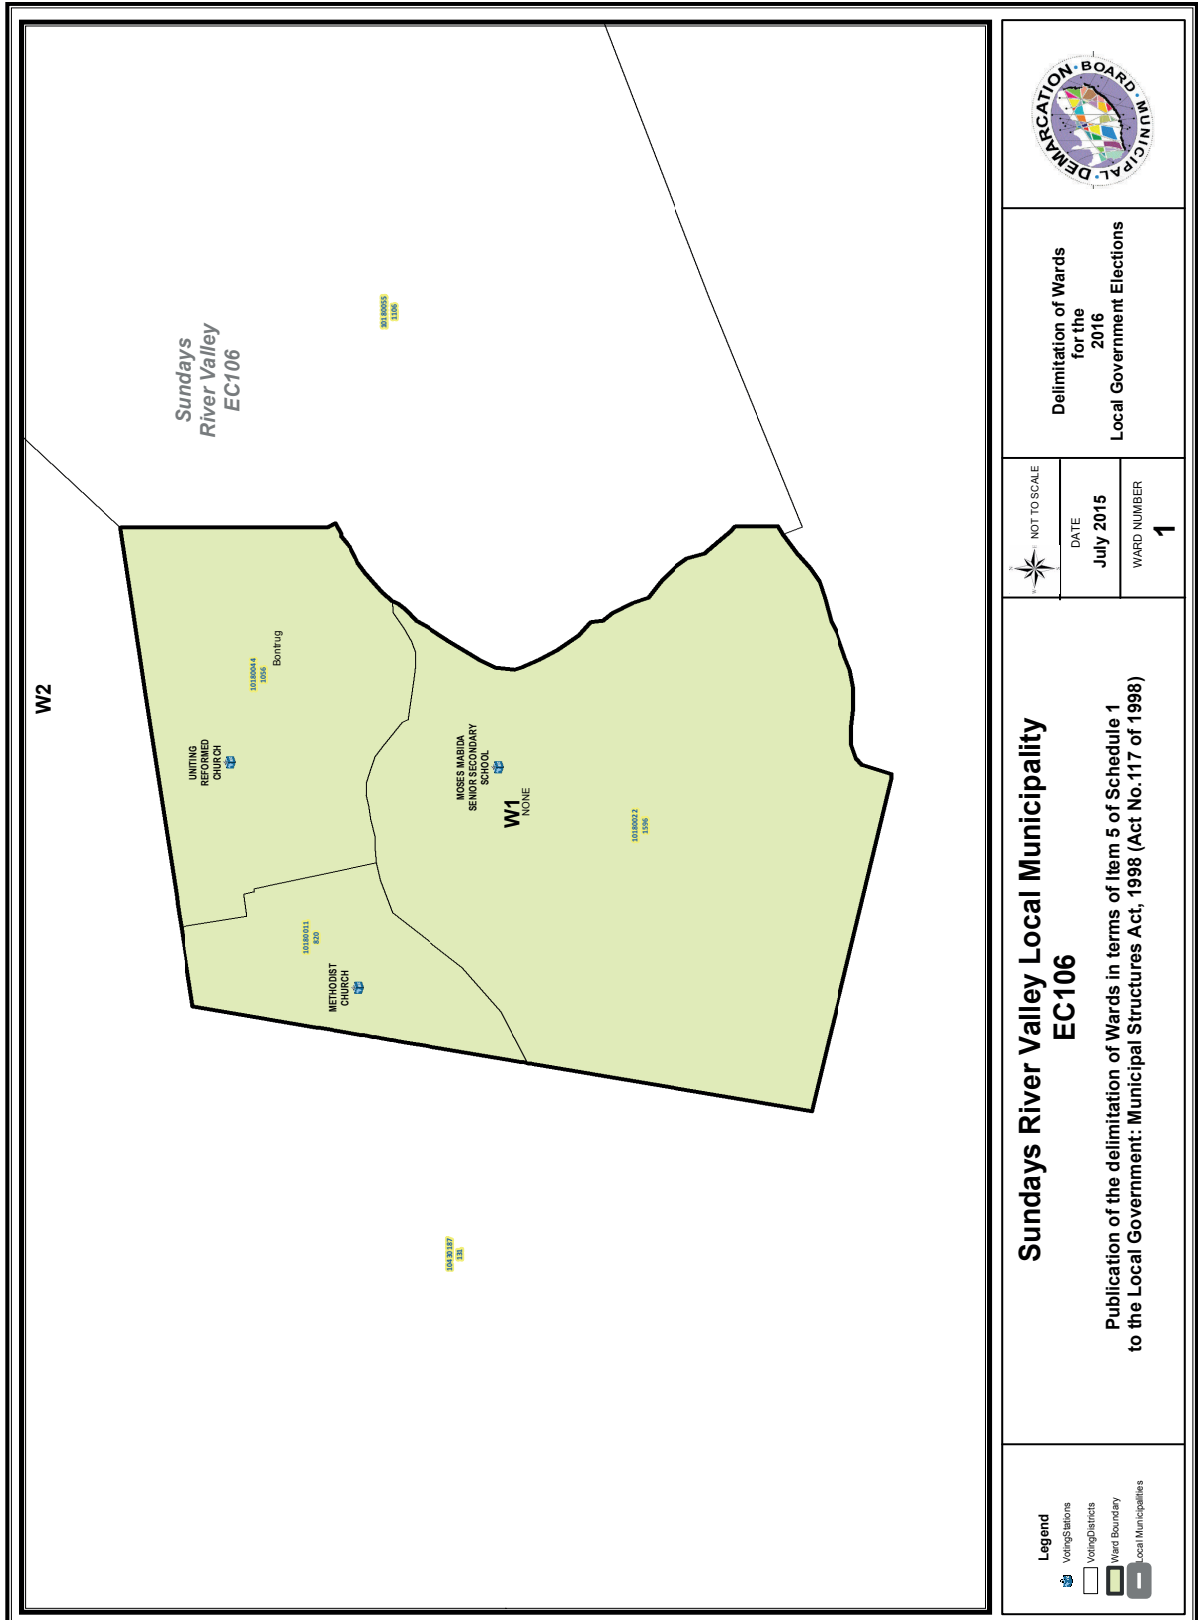 W2
Sundays
River Valley
EC106
10180055
1106
10180044
1056
Bontrug
UNITING
REFORMED
CHURCH
MOSES MABIDA
SENIOR SECONDARY
SCHOOL
W1
NONE
10180022
1596
10180011
820
METHODIST
CHURCH
10430187
131
Legend
VotingStations
VotingDistricts
Ward Boundary
Local Municipalities
Sundays River Valley Local Municipality
EC106
Publication of the delimitation of Wards in terms of Item 5 of Schedule 1
to the Local Government: Municipal Structures Act, 1998 (Act No.117 of 1998)
N
W
E
S
NOT TO SCALE
DATE
July 2015
WARD NUMBER
1
Delimitation of Wards
for the
2016
Local Government Elections
MUNICIPAL • DEMARCATION • BOARD •